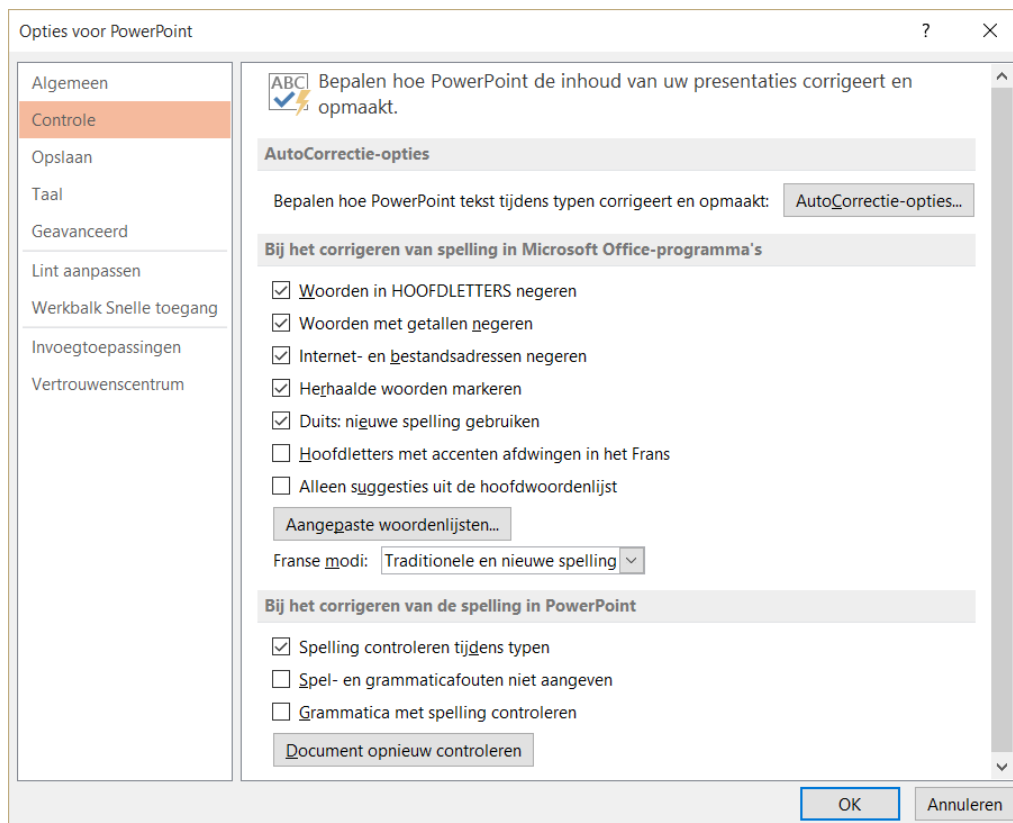 Opties voor PowerPoint
?
Algemeen
Controle
Opslaan
Taal
Geavanceerd
Lint aanpassen
Werkbalk Snelle toegang
Invoegtoepassingen
Vertrouwenscentrum
ABC
Bepalen hoe PowerPoint de inhoud van uw presentaties corrigeert en
opmaakt.
AutoCorrectie-opties
Bepalen hoe PowerPoint tekst tijdens typen corrigeert en opmaakt: AutoCorrectie-opties...
Bij het corrigeren van spelling in Microsoft Office-programma's
Woorden in HOOFDLETTERS negeren
Woorden met getallen negeren
Internet- en bestandsadressen negeren
Herhaalde woorden markeren
Duits: nieuwe spelling gebruiken
Hoofdletters met accenten afdwingen in het Frans
Alleen suggesties uit de hoofdwoordenlijst
Aangepaste woordenlijsten...
Franse modi: Traditionele en nieuwe spelling
Bij het corrigeren van de spelling in PowerPoint
Spelling controleren tijdens typen
Spel- en grammaticafouten niet aangeven
Grammatica met spelling controleren
Document opnieuw controleren
OK Annuleren